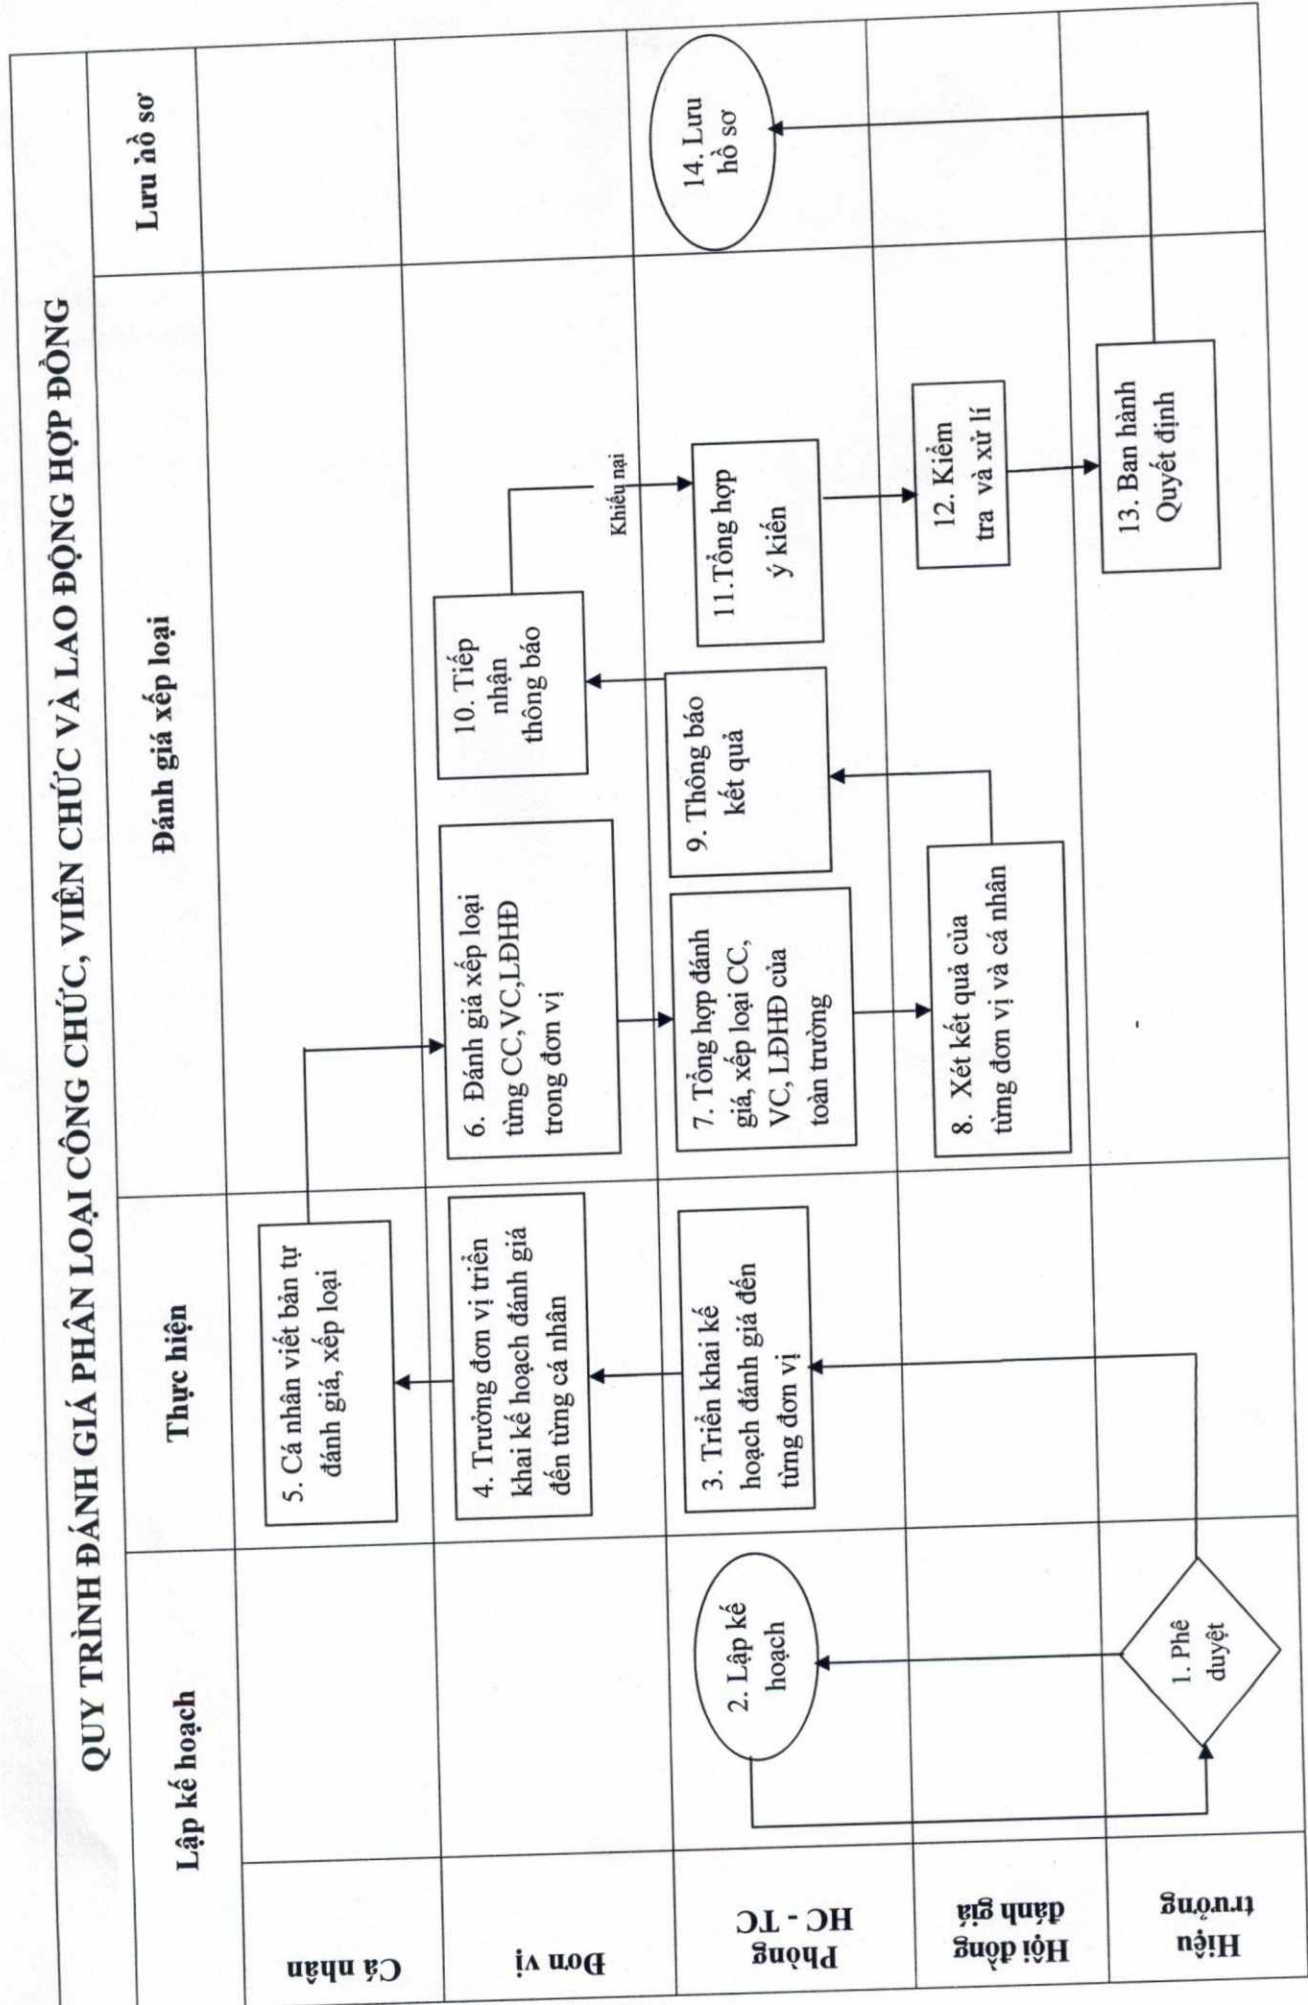 QUY TRÌNH ĐÁNH GIÁ PHÂN LOẠI CÔNG CHỨC, VIÊN CHỨC VÀ LAO ĐỘNG HỢP ĐỒNG
Lập kế hoạch
Thực hiện
Đánh giá xếp loại
Lưu hồ sơ
Cá nhân
5. Cá nhân viết bản tự
đánh giá, xếp loại
Đơn vị
4. Trưởng đơn vị triển
khai kế hoạch đánh giá
đến từng cá nhân
6. Đánh giá xếp loại
từng CC,VC,LĐHĐ
trong đơn vị
10. Tiếp
nhận
thông báo
Khiếu nại
Phòng
HC - TC
2. Lập kế
hoạch
3. Triển khai kế
hoạch đánh giá đến
từng đơn vị
7. Tổng hợp đánh
giá, xếp loại CC,
VC, LĐHĐ của
toàn trường
9. Thông báo
kết quả
11.Tổng hợp
ý kiến
14. Lưu
hồ sơ
Hội đồng
đánh giá
8. Xét kết quả của
từng đơn vị và cá nhân
12. Kiểm
tra và xử lí
Hiệu
trưởng
1. Phê
duyệt
13. Ban hành
Quyết định